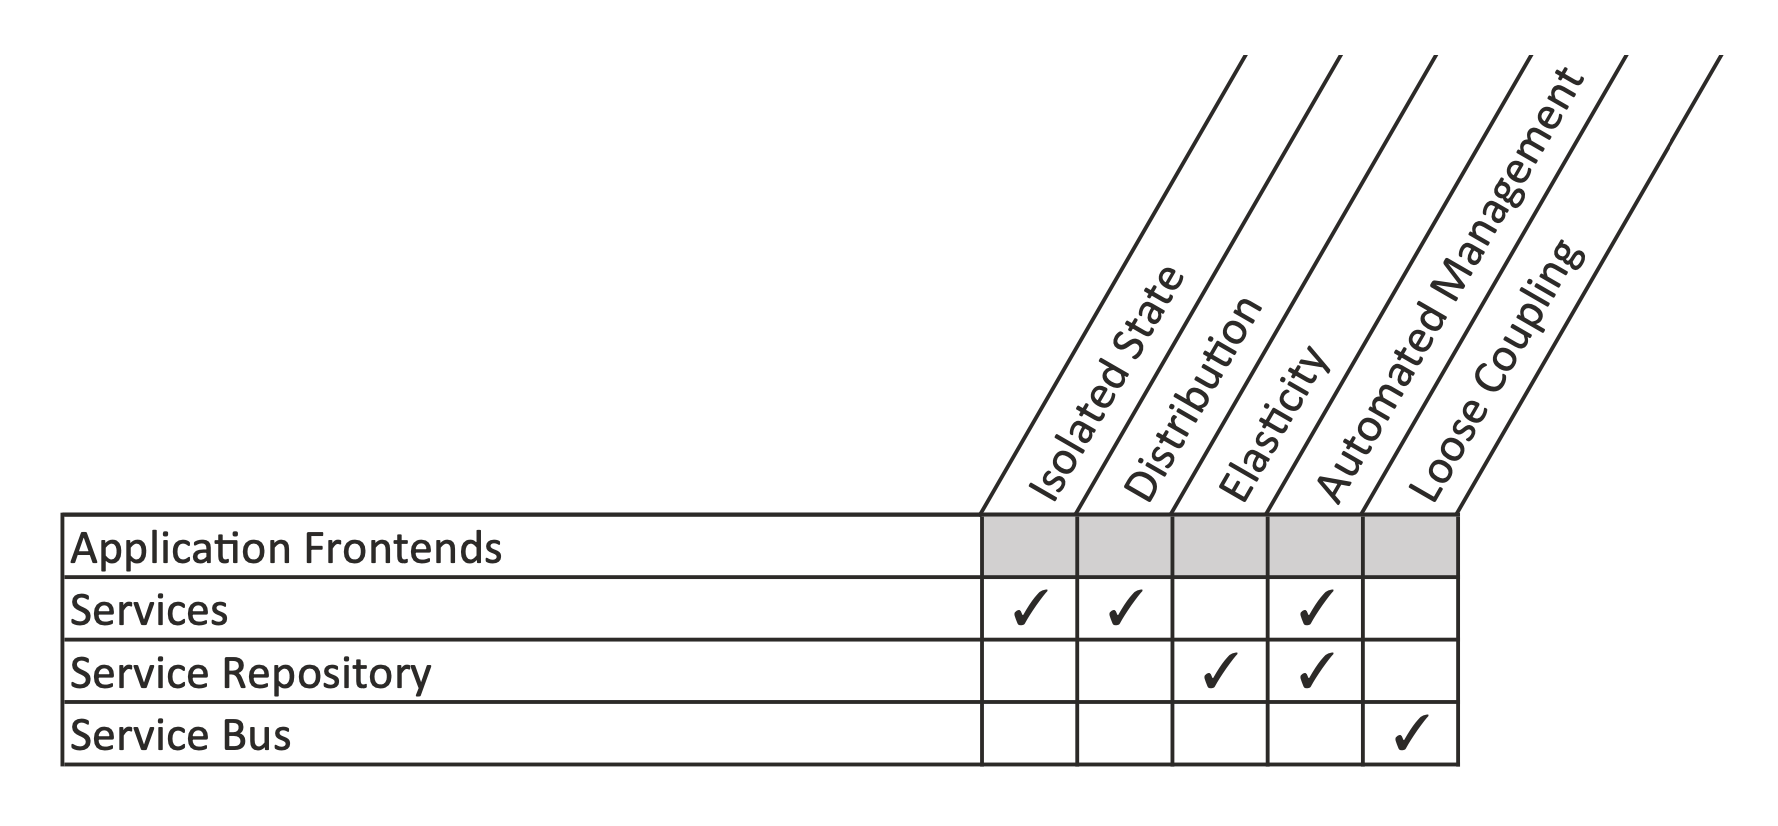 Isolated State
Distribution
Elasticity
Automated Management
Loose Coupling
Application Frontends
Services ✓ ✓ ✓
Service Repository ✓ ✓
Service Bus ✓